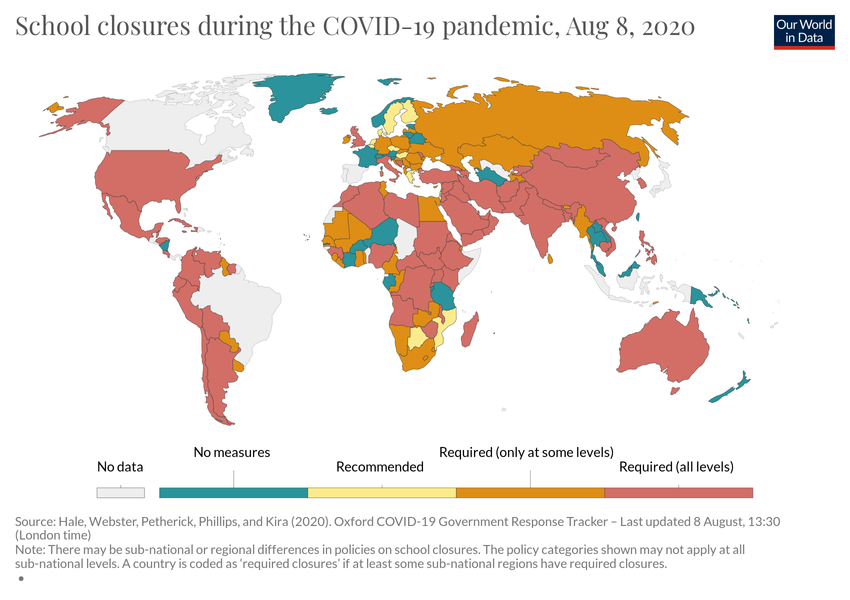 School closures during the COVID-19 pandemic, Aug 8, 2020
Our World
in Data
No data
No measures
Recommended
Required (only at some levels)
Required (all levels)
Source: Hale, Webster, Petherick, Phillips, and Kira (2020). Oxford COVID-19 Government Response Tracker – Last updated 8 August, 13:30
(London time)
Note: There may be sub-national or regional differences in policies on school closures. The policy categories shown may not apply at all
sub-national levels. A country is coded as 'required closures' if at least some sub-national regions have required closures.